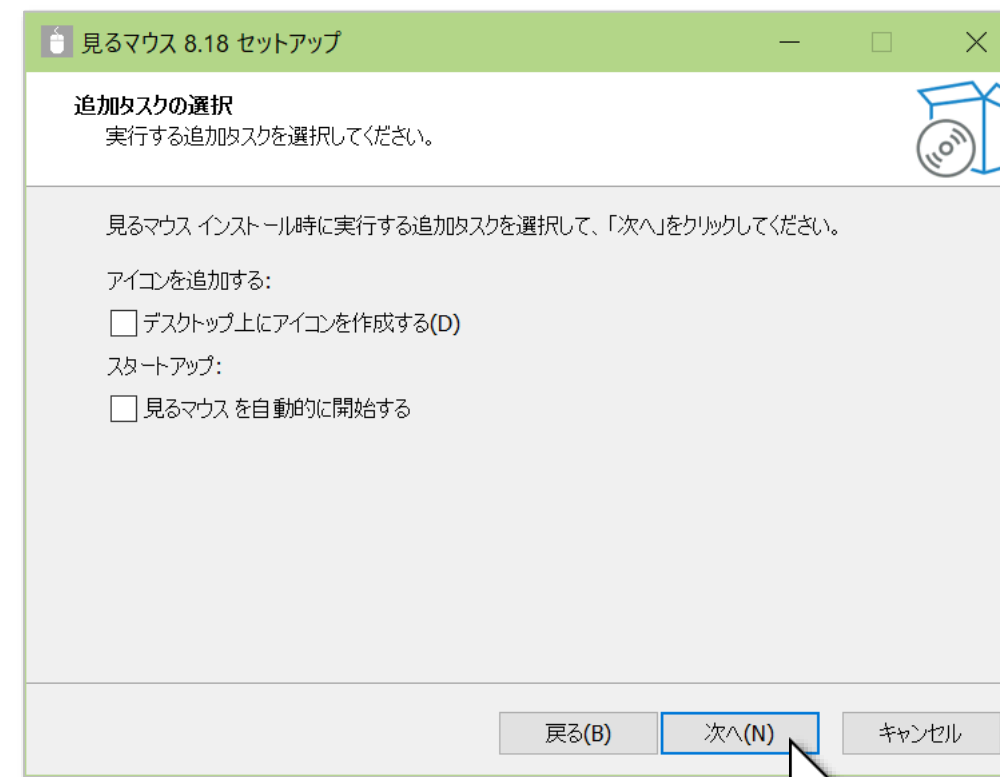 見るマウス 8.18 セットアップ
追加タスクの選択
実行する追加タスクを選択してください。
見るマウス インストール時に実行する追加タスクを選択して、「次へ」をクリックしてください。
アイコンを追加する:
デスクトップ上にアイコンを作成する(D)
スタートアップ:
見るマウス を自動的に開始する
戻る(B) 次へ(N) キャンセル